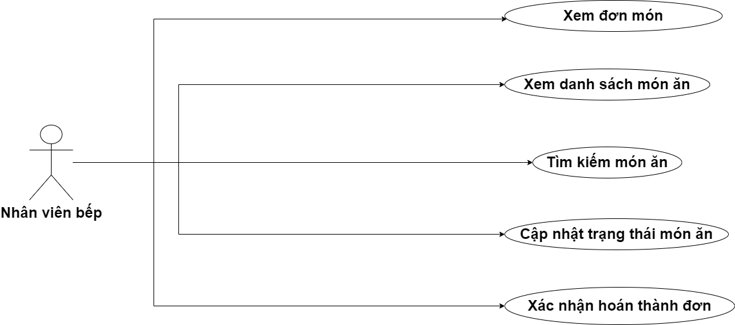 Xem đơn món
Xem danh sách món ăn
Tìm kiếm món ăn
Nhân viên bếp
Cập nhật trạng thái món ăn
Xác nhận hoán thành đơn